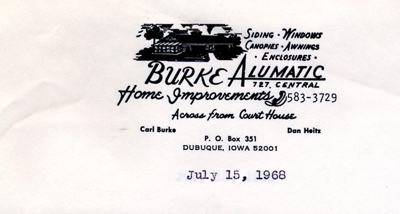 SIDING · WINDOWS
CANOPIES · AWNINGS
· ENCLOSURES ·
BURKE ALUMATIC
727 CENTRAL
Home Improvements 583-3729
Across from Court House
Carl Burke Dan Heitz
P. O. Box 351
DUBUQUE, IOWA 52001
July 15, 1968